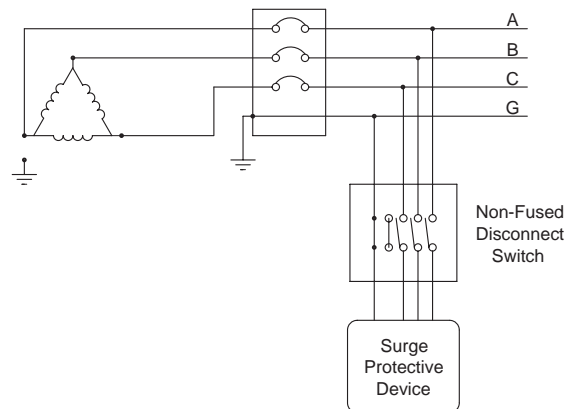 A
B
C
G
Non-Fused
Disconnect
Switch
Surge
Protective
Device